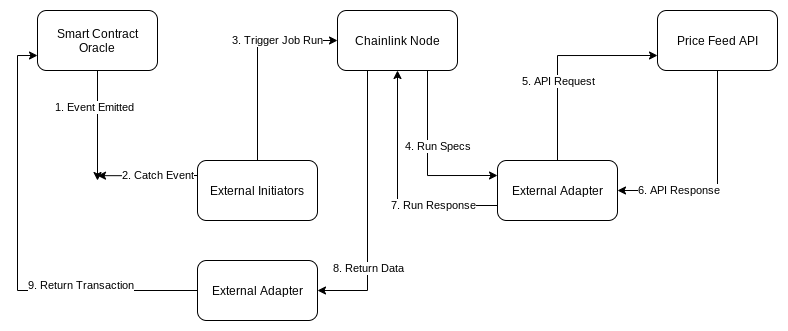 Smart Contract
Oracle
3. Trigger Job Run
Chainlink Node
Price Feed API
5. API Request
1. Event Emitted
4. Run Specs
2. Catch Event
External Initiators
External Adapter
6. API Response
7. Run Response
8. Return Data
9. Return Transaction
External Adapter